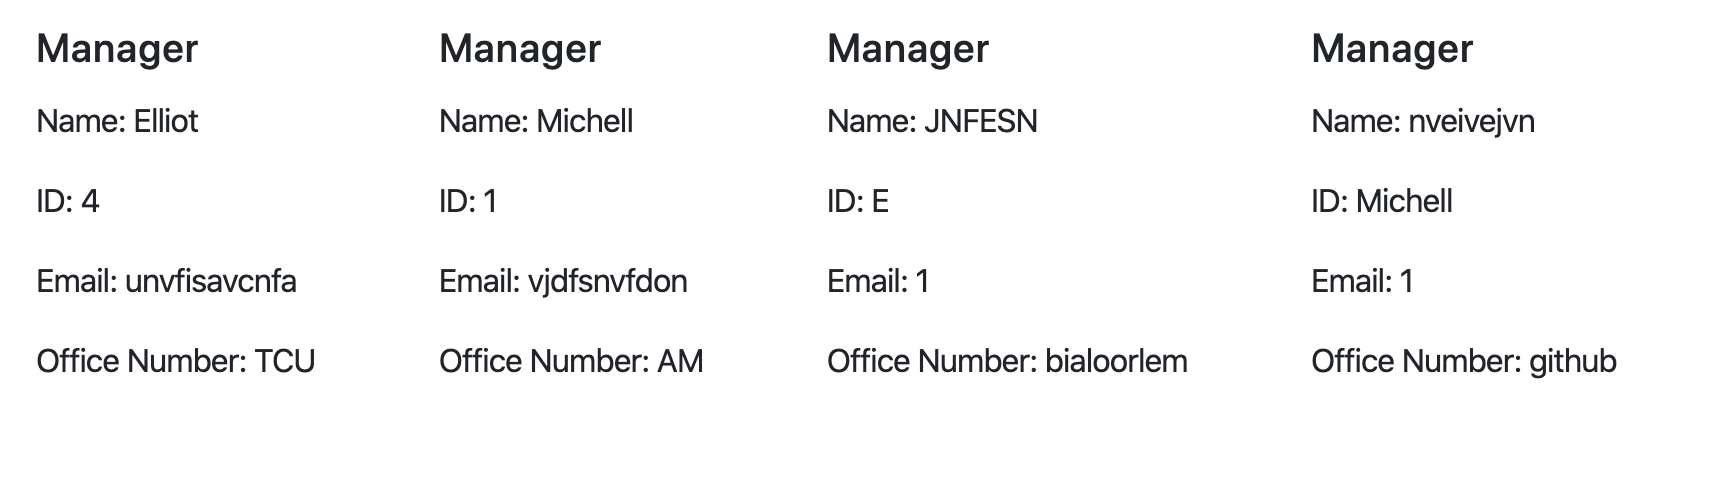 Manager
Name: Elliot
ID: 4
Email: unvfisavcnfa
Office Number: TCU
Manager
Name: Michell
ID: 1
Email: vjdfsnvfdon
Office Number: AM
Manager
Name: JNFESN
ID: E
Email: 1
Office Number: bialoorlem
Manager
Name: nveivejvn
ID: Michell
Email: 1
Office Number: github